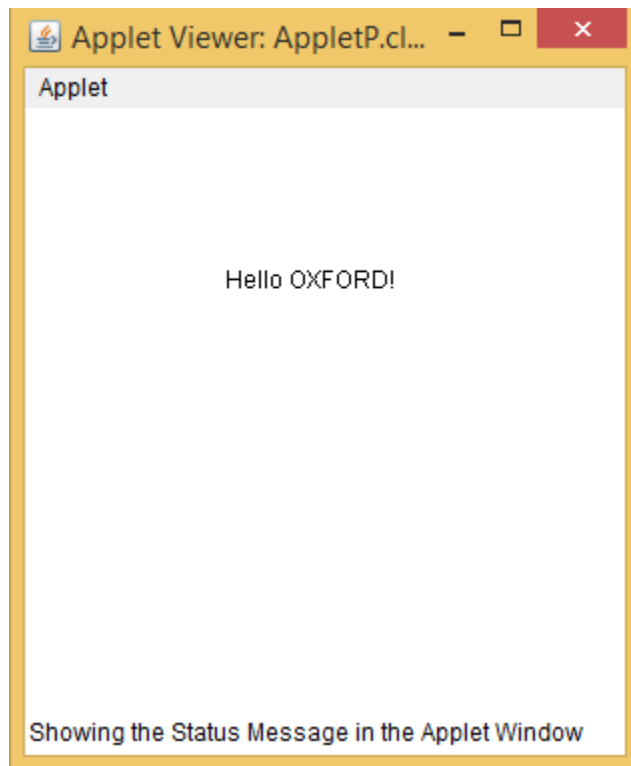 Applet Viewer: AppletP.cl...
Applet
Hello OXFORD!
Showing the Status Message in the Applet Window